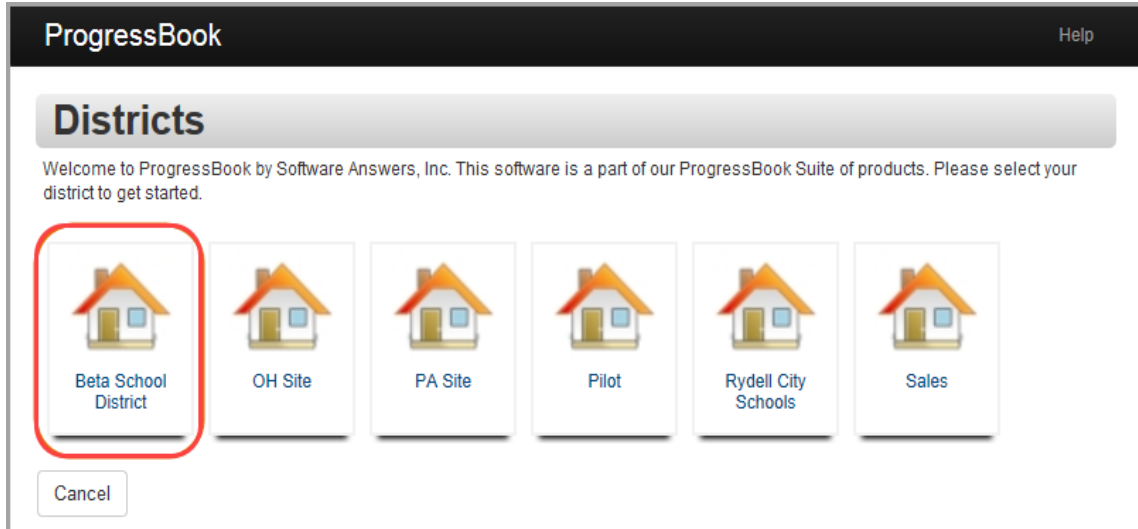 ProgressBook
Help
Districts
Welcome to ProgressBook by Software Answers, Inc. This software is a part of our ProgressBook Suite of products. Please select your
district to get started.
Beta School
District
OH Site
PA Site
Pilot
Rydell City
Schools
Sales
Cancel